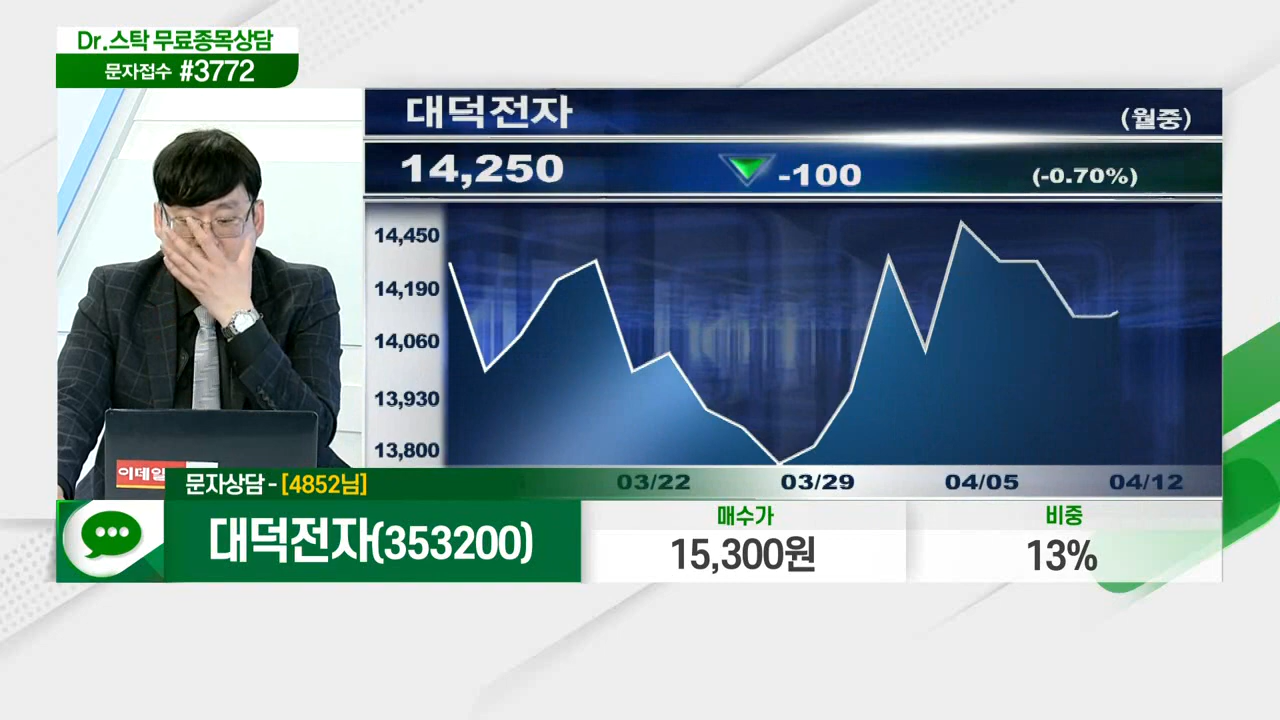 Dr.스탁 무료종목상담
문자접수 #3772
대덕전자
(월중)
14,250
-100
(-0.70%)
14,450
14,190
14,060
13,930
13,800
03/22
03/29
04/05
04/12
이데일
문자상담 - [4852님]
대덕전자(353200)
매수가
15,300원
비중
13%